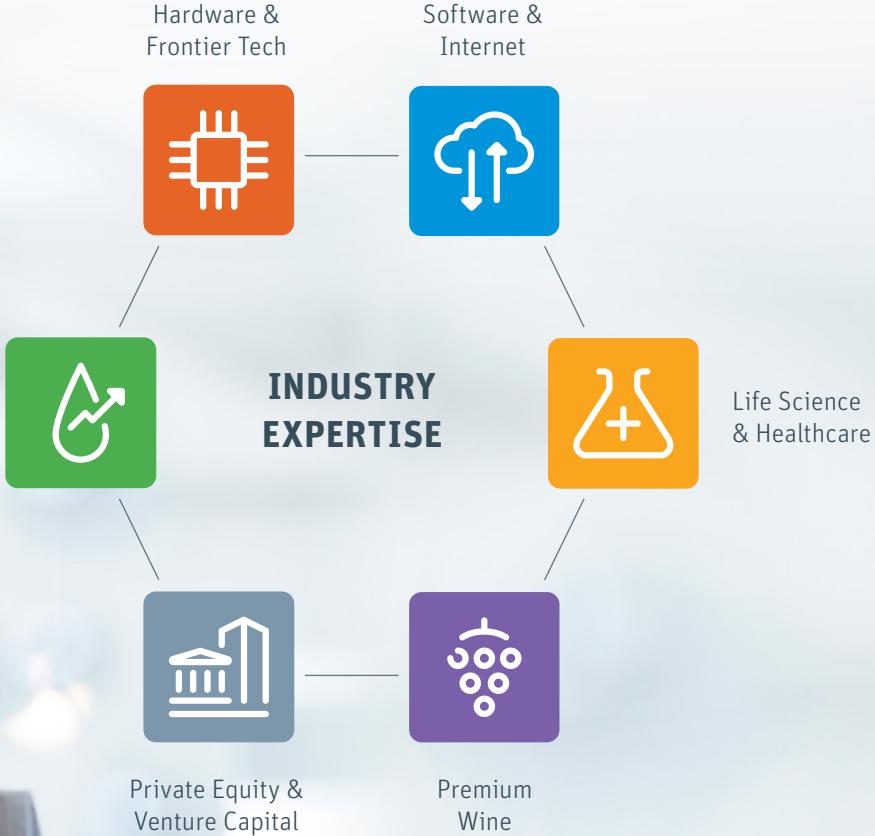 Hardware &
Frontier Tech
Software &
Internet
INDUSTRY
EXPERTISE
Life Science
& Healthcare
Private Equity &
Venture Capital
Premium
Wine